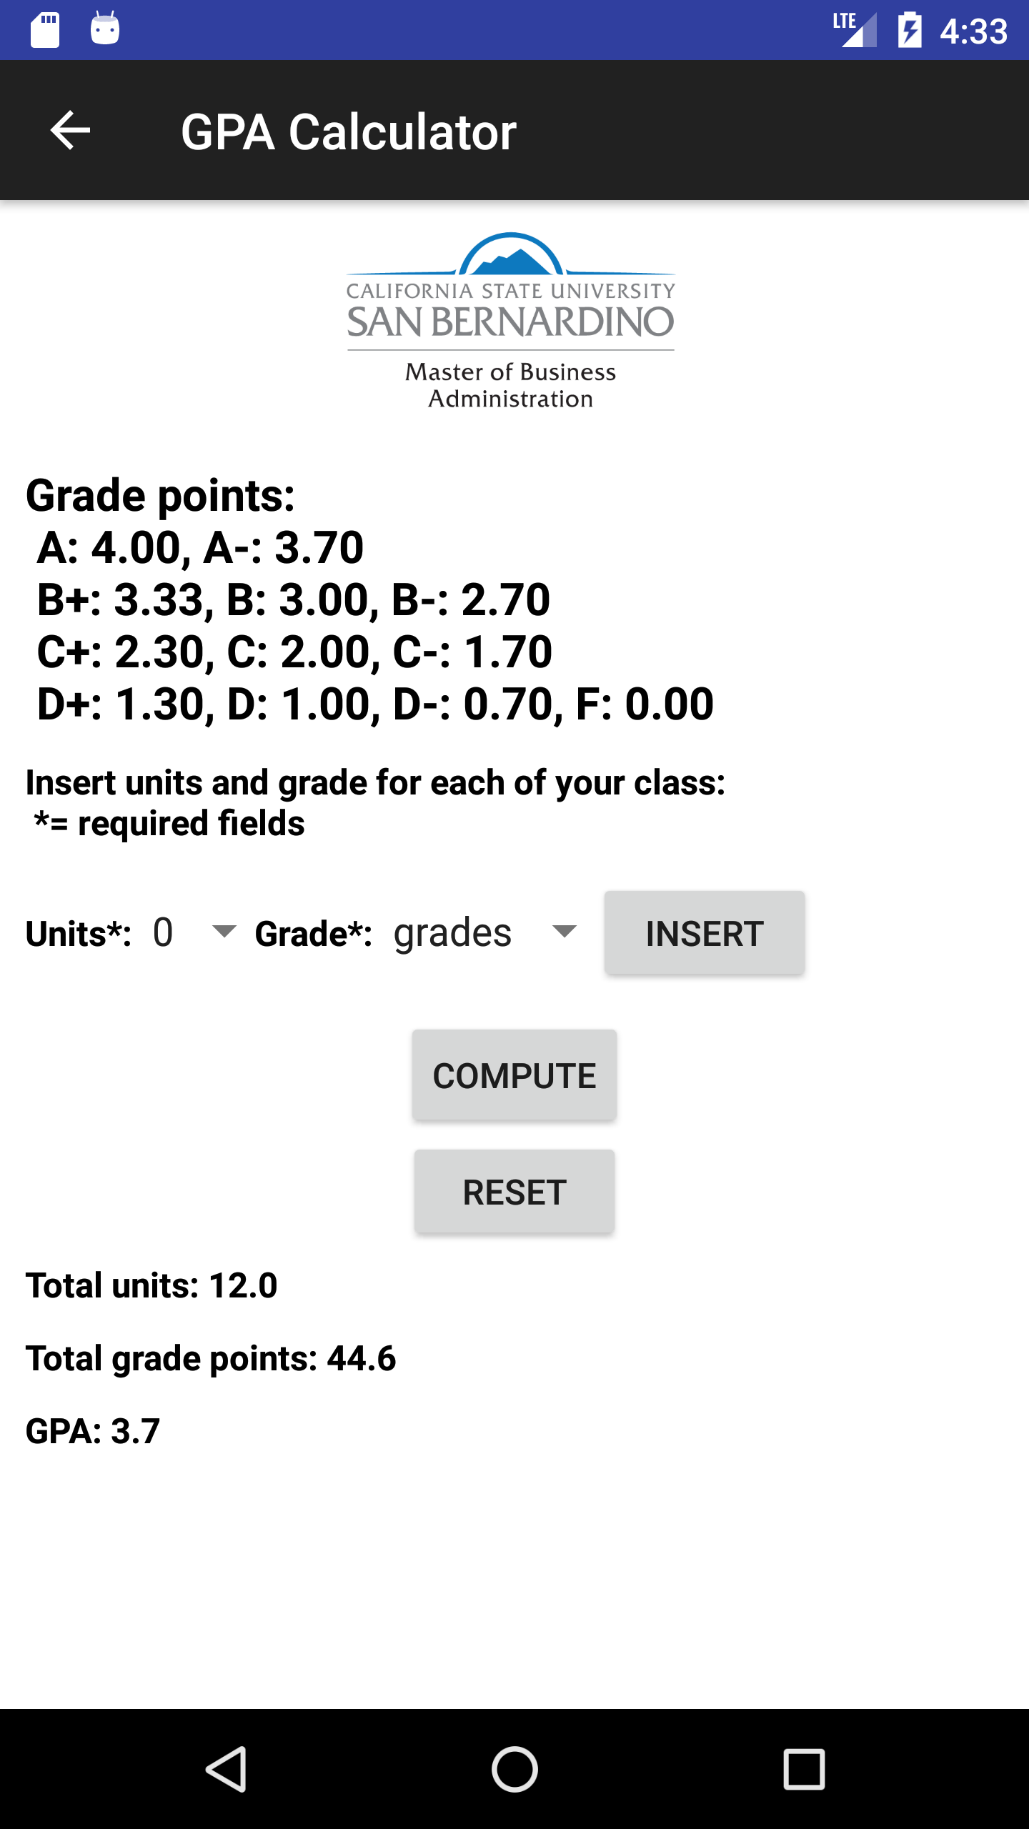 LTE 4:33
GPA Calculator
CALIFORNIA STATE UNIVERSITY
SAN BERNARDINO
Master of Business
Administration
Grade points:
A: 4.00, A-: 3.70
B+: 3.33, B: 3.00, B-: 2.70
C+: 2.30, C: 2.00, C-: 1.70
D+: 1.30, D: 1.00, D-: 0.70, F: 0.00
Insert units and grade for each of your class:
*= required fields
Units*: 0 Grade*: grades INSERT
COMPUTE
RESET
Total units: 12.0
Total grade points: 44.6
GPA: 3.7